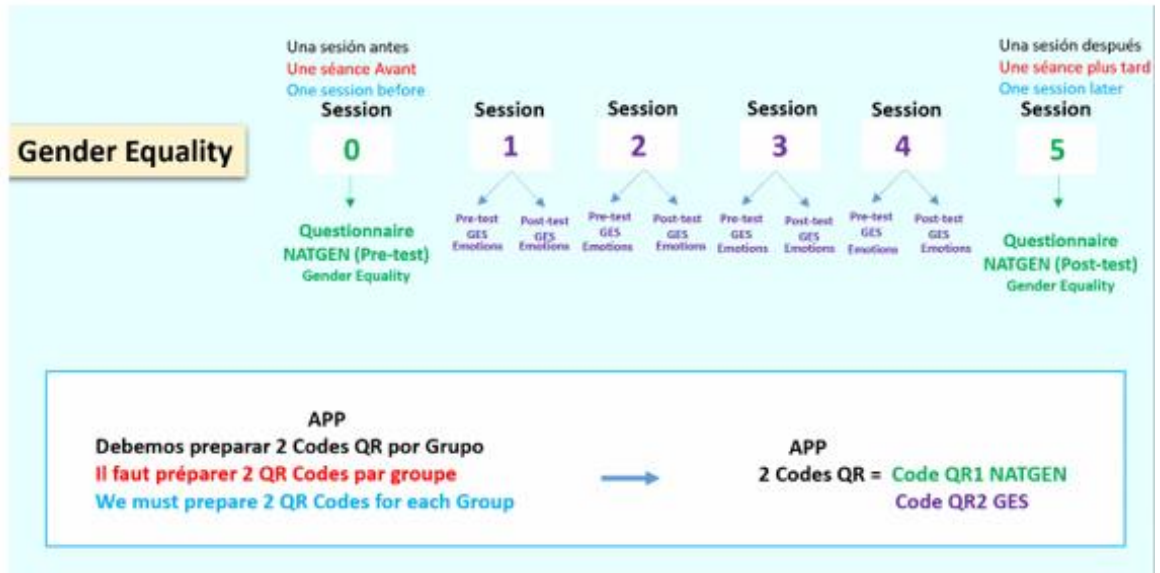 Una sesión antes
Une séance Avant
One session before
Session
0
Questionnaire
NATGEN (Pre-test)
Gender Equality
Gender Equality
Session
1
Pre-test
GES
Emotions
Post-test
GES
Emotions
Session
2
Pre-test
GES
Emotions
Post-test
GES
Emotions
Session
3
Pre-test
GES
Emotions
Post-test
GES
Emotions
Session
4
Pre-test
GES
Emotions
Post-test
GES
Emotions
Una sesión después
Une séance plus tard
One session later
Session
5
Questionnaire
NATGEN (Post-test)
Gender Equality
APP
Debemos preparar 2 Codes QR por Grupo
Il faut préparer 2 QR Codes par groupe
We must prepare 2 QR Codes for each Group
APP
2 Codes QR = Code QR1 NATGEN
Code QR2 GES